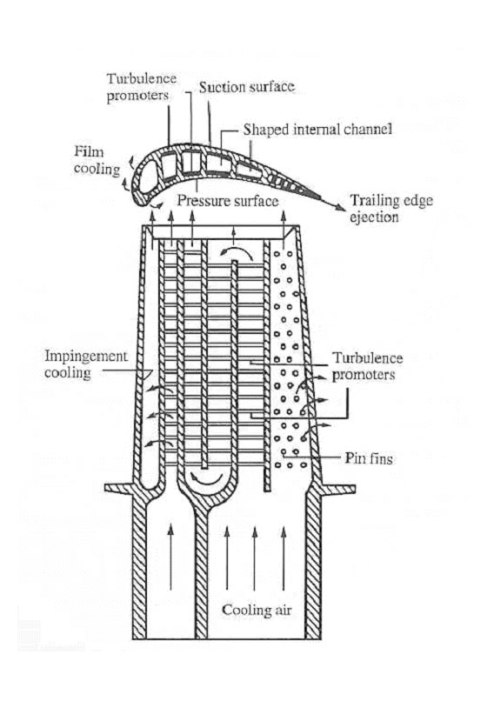 Turbulence
promoters
Suction surface
Shaped internal channel
Film
cooling
Pressure surface
Trailing edge
ejection
Impingement
cooling
Turbulence
promoters
Pin fins
Cooling air